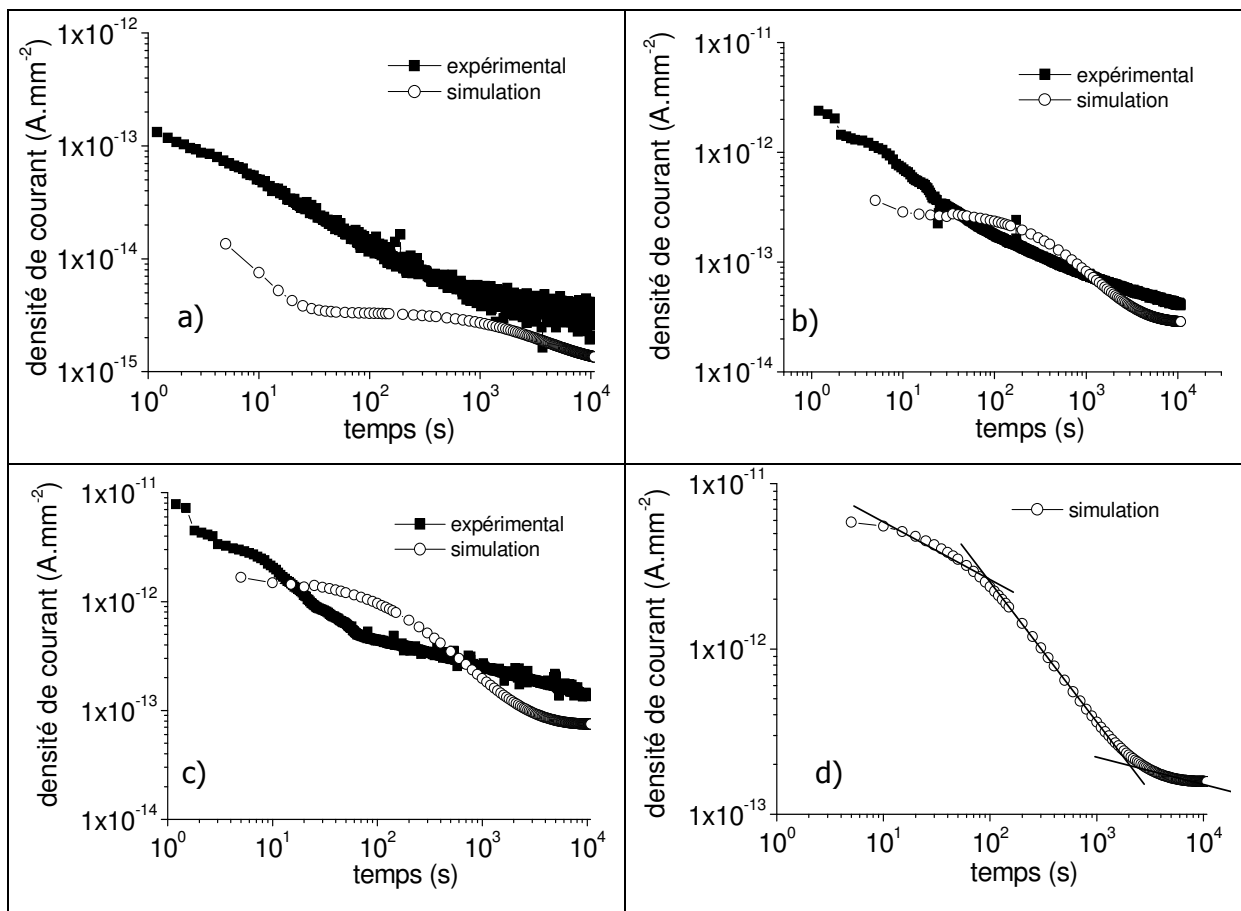 densité de courant (A.mm⁻²)
1x10⁻¹²
1x10⁻¹³
1x10⁻¹⁴
1x10⁻¹⁵
expérimental
simulation
a)
10⁰ 10¹ 10² 10³ 10⁴
temps (s)
densité de courant (A.mm⁻²)
1x10⁻¹¹
1x10⁻¹²
1x10⁻¹³
1x10⁻¹⁴
expérimental
simulation
b)
10⁰ 10¹ 10² 10³ 10⁴
temps (s)
densité de courant (A.mm⁻²)
1x10⁻¹¹
1x10⁻¹²
1x10⁻¹³
1x10⁻¹⁴
expérimental
simulation
c)
10⁰ 10¹ 10² 10³ 10⁴
temps (s)
densité de courant (A.mm⁻²)
1x10⁻¹¹
1x10⁻¹²
1x10⁻¹³
simulation
d)
10⁰ 10¹ 10² 10³ 10⁴
temps (s)